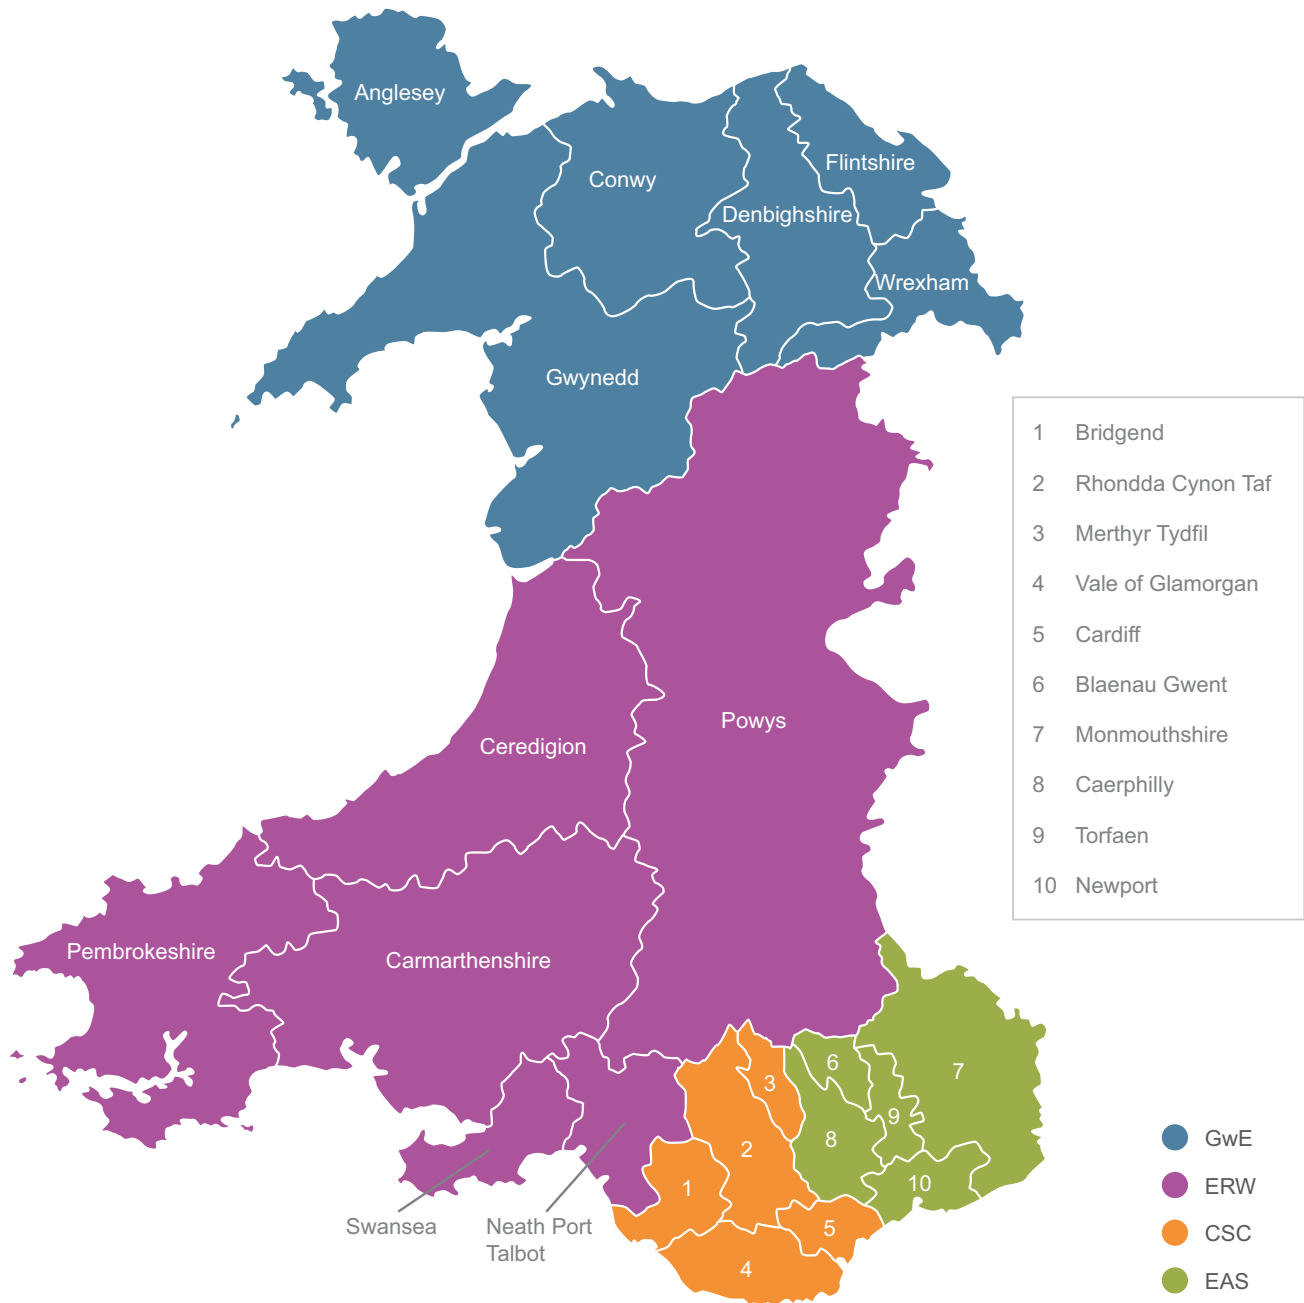 Anglesey
Flintshire
Conwy
Denbighshire
Wrexham
Gwynedd
1 Bridgend
2 Rhondda Cynon Taf
3 Merthyr Tydfil
4 Vale of Glamorgan
5 Cardiff
6 Blaenau Gwent
7 Monmouthshire
8 Caerphilly
9 Torfaen
10 Newport
Powys
Ceredigion
Pembrokeshire
Carmarthenshire
6
7
3
9
8
2
10
1
5
4
Swansea
Neath Port
Talbot
GwE
ERW
CSC
EAS